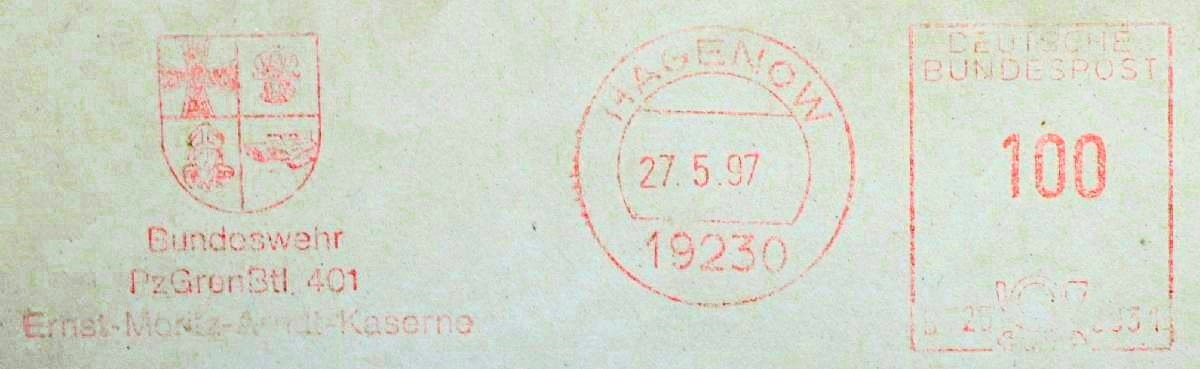 Bundeswehr
PzGrenBtl. 401
Ernst-Moritz-Arndt-Kaserne
HAGENOW
27.5.97
19230
DEUTSCHE
BUNDESPOST
100